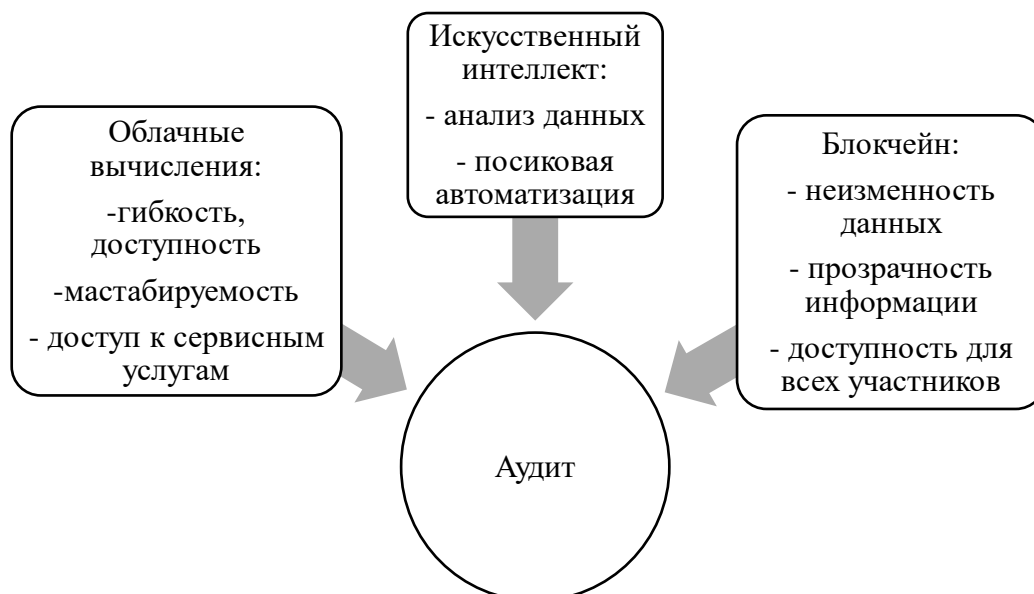 Облачные
вычисления:
-гибкость,
доступность
-мастабируемость
- доступ к сервисным
услугам
Искусственный
интеллект:
- анализ данных
- посиковая
автоматизация
Блокчейн:
- неизменность
данных
- прозрачность
информации
- доступность для
всех участников
Аудит